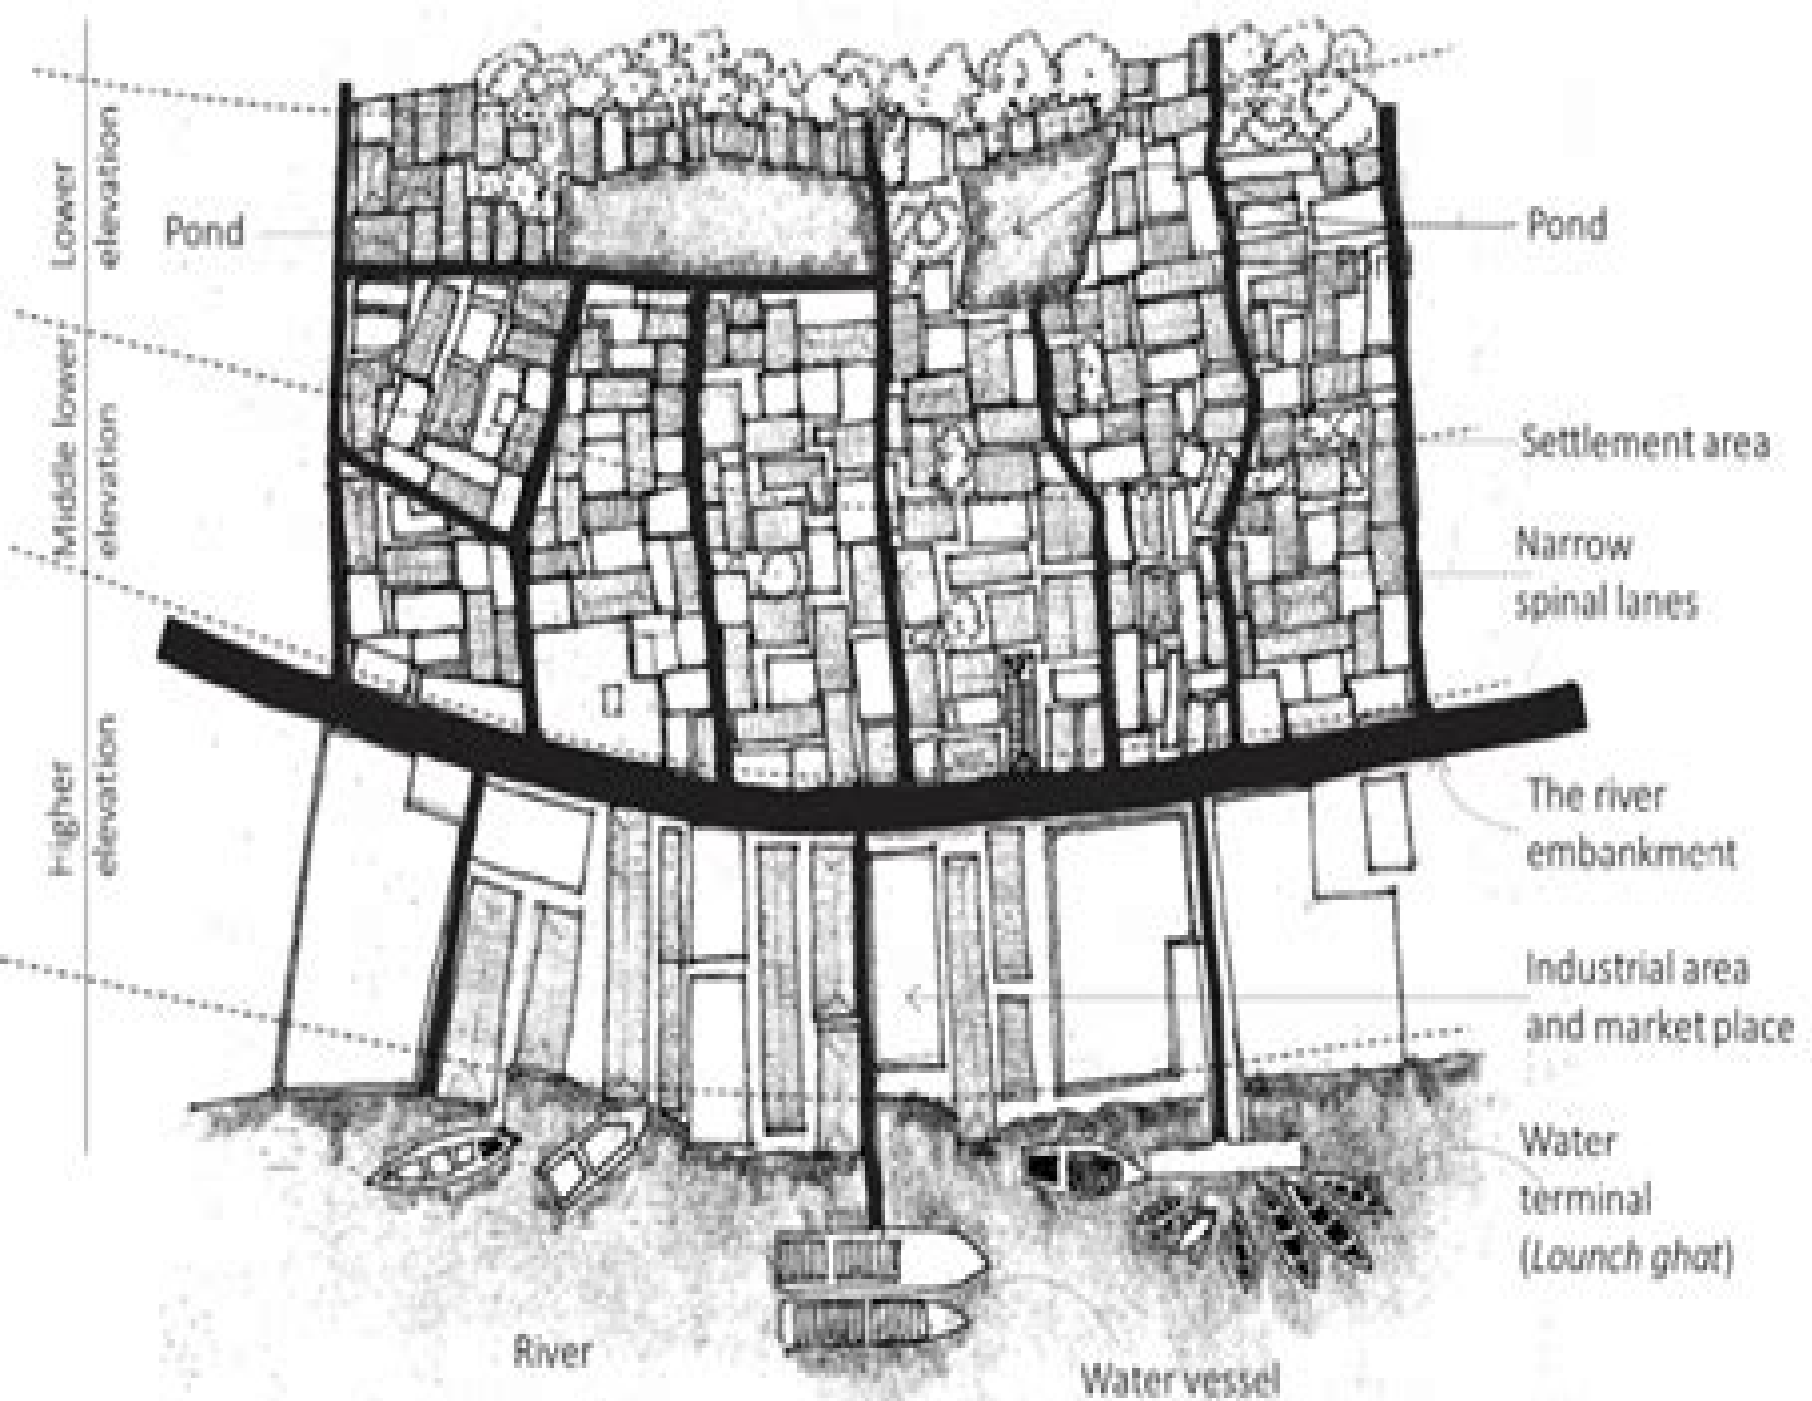 Lower
elevation
Middle lower
elevation
Higher
elevation
Pond
Pond
Settlement area
Narrow
spinal lanes
The river
embankment
Industrial area
and market place
Water
terminal
(Lounch ghat)
River
Water vessel